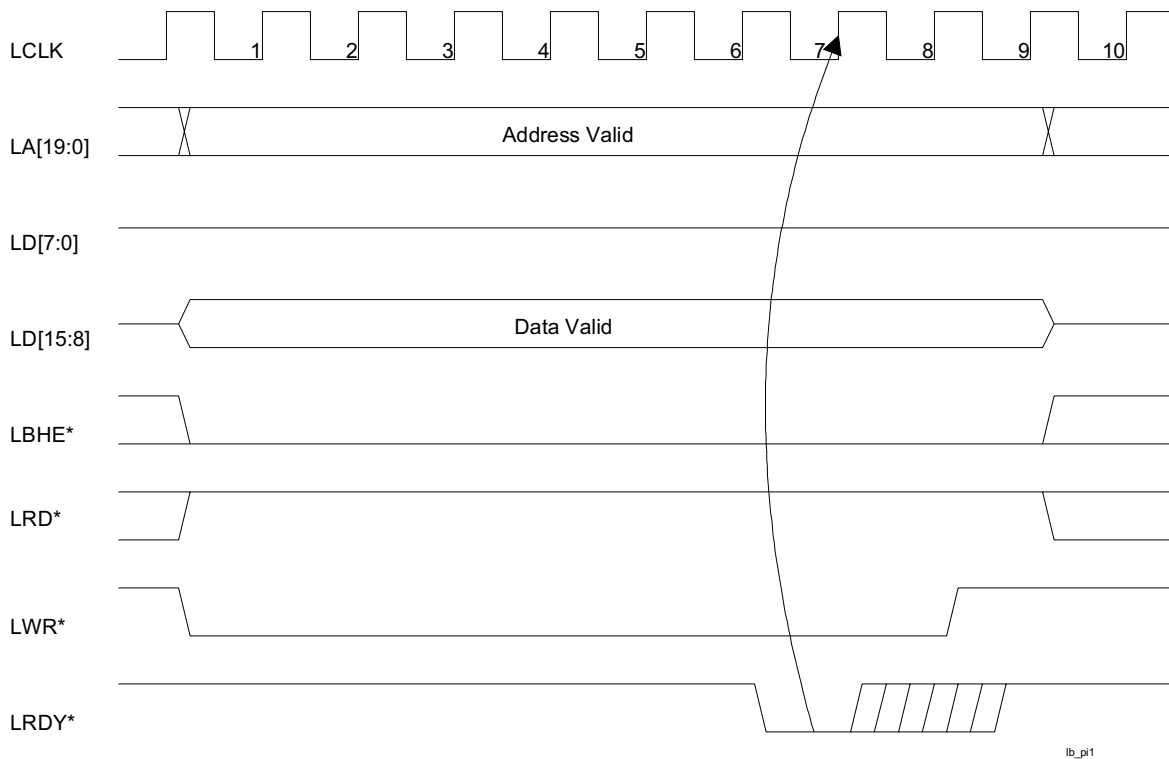 LCLK 1 2 3 4 5 6 7 8 9 10
LA[19:0] Address Valid
LD[7:0]
LD[15:8] Data Valid
LBHE*
LRD*
LWR*
LRDY*
lb_pi1